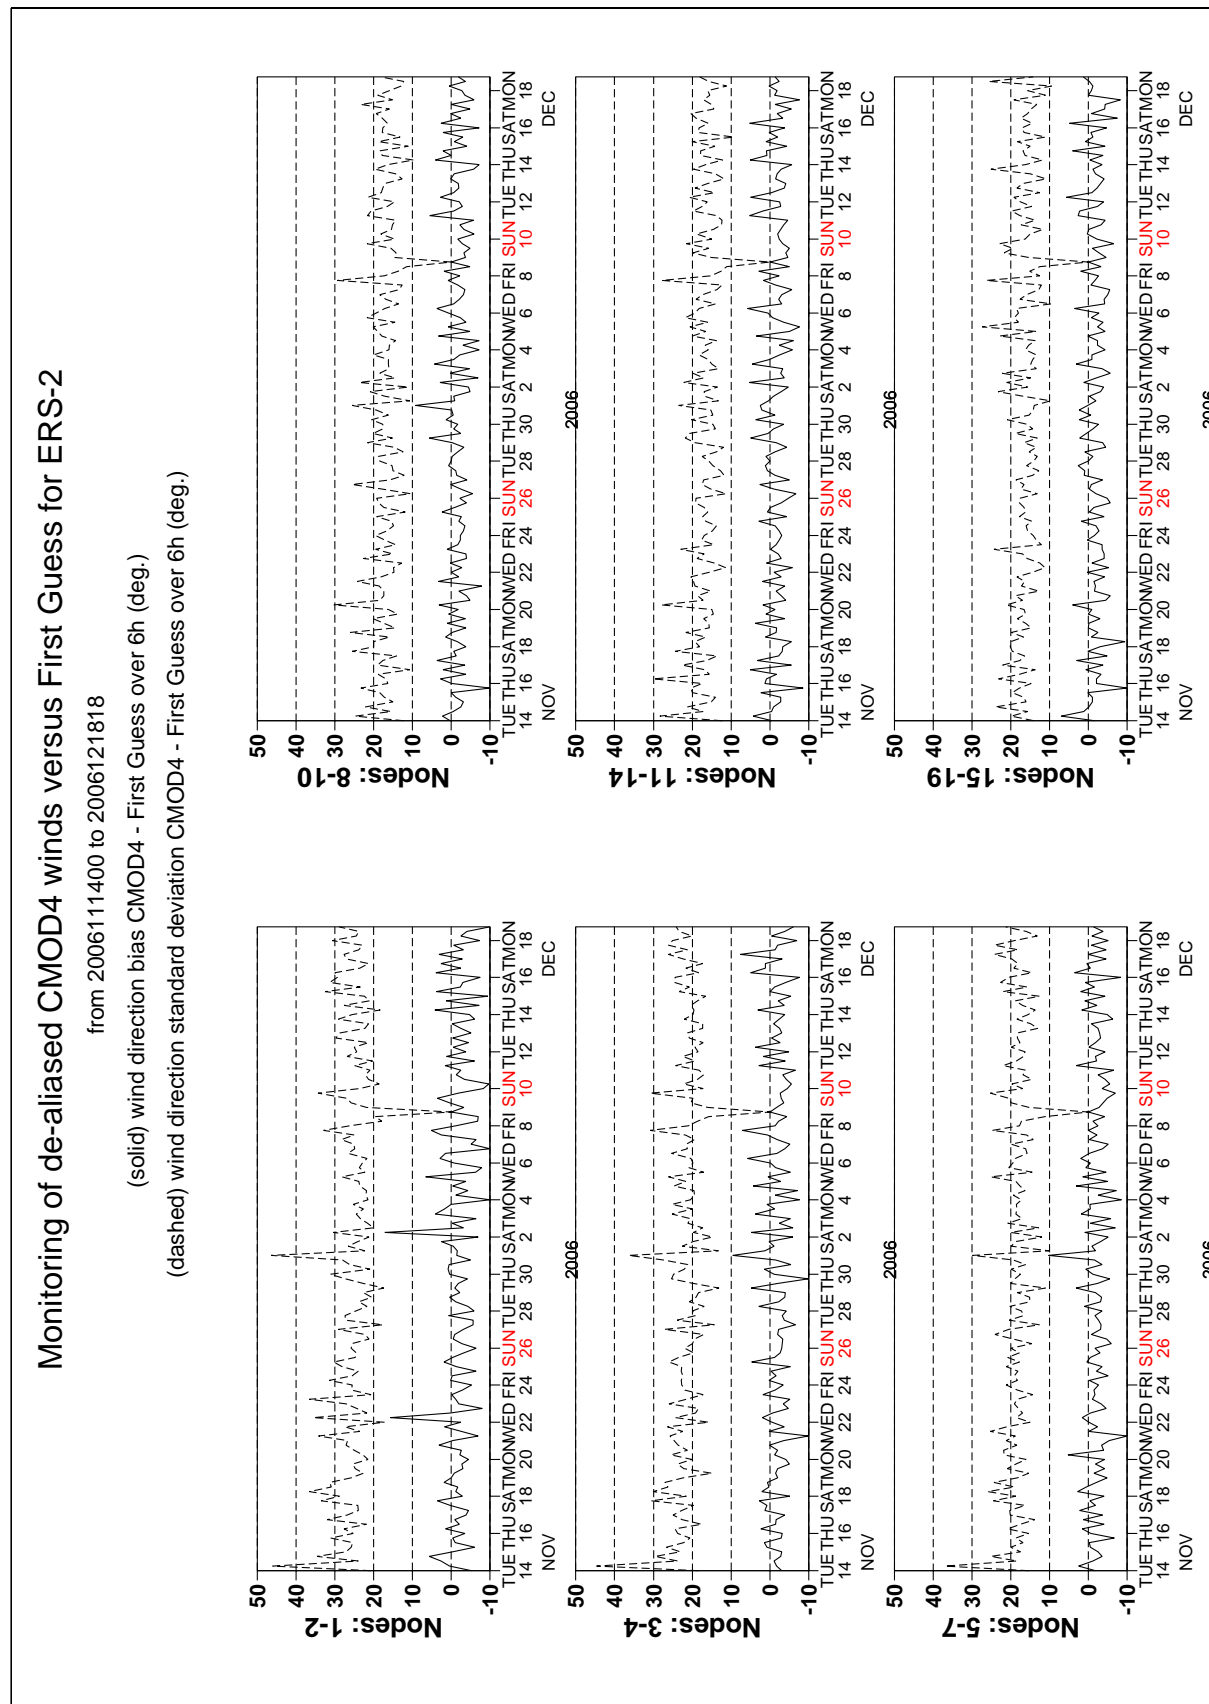 Monitoring of de-aliased CMOD4 winds versus First Guess for ERS-2
from 2006111400 to 2006121818
(solid) wind direction bias CMOD4 - First Guess over 6h (deg.)
(dashed) wind direction standard deviation CMOD4 - First Guess over 6h (deg.)
Nodes: 1-2
50
40
30
20
10
0
-10
TUE THU SAT MON WED FRI SUN TUE THU SAT MON WED FRI SUN TUE THU SAT MON
14 16 18 20 22 24 26 28 30 2 4 6 8 10 12 14 16 18
NOV DEC
2006
Nodes: 8-10
50
40
30
20
10
0
-10
TUE THU SAT MON WED FRI SUN TUE THU SAT MON WED FRI SUN TUE THU SAT MON
14 16 18 20 22 24 26 28 30 2 4 6 8 10 12 14 16 18
NOV DEC
2006
Nodes: 3-4
50
40
30
20
10
0
-10
TUE THU SAT MON WED FRI SUN TUE THU SAT MON WED FRI SUN TUE THU SAT MON
14 16 18 20 22 24 26 28 30 2 4 6 8 10 12 14 16 18
NOV DEC
2006
Nodes: 11-14
50
40
30
20
10
0
-10
TUE THU SAT MON WED FRI SUN TUE THU SAT MON WED FRI SUN TUE THU SAT MON
14 16 18 20 22 24 26 28 30 2 4 6 8 10 12 14 16 18
NOV DEC
2006
Nodes: 5-7
50
40
30
20
10
0
-10
TUE THU SAT MON WED FRI SUN TUE THU SAT MON WED FRI SUN TUE THU SAT MON
14 16 18 20 22 24 26 28 30 2 4 6 8 10 12 14 16 18
NOV DEC
2006
Nodes: 15-19
50
40
30
20
10
0
-10
TUE THU SAT MON WED FRI SUN TUE THU SAT MON WED FRI SUN TUE THU SAT MON
14 16 18 20 22 24 26 28 30 2 4 6 8 10 12 14 16 18
NOV DEC
2006